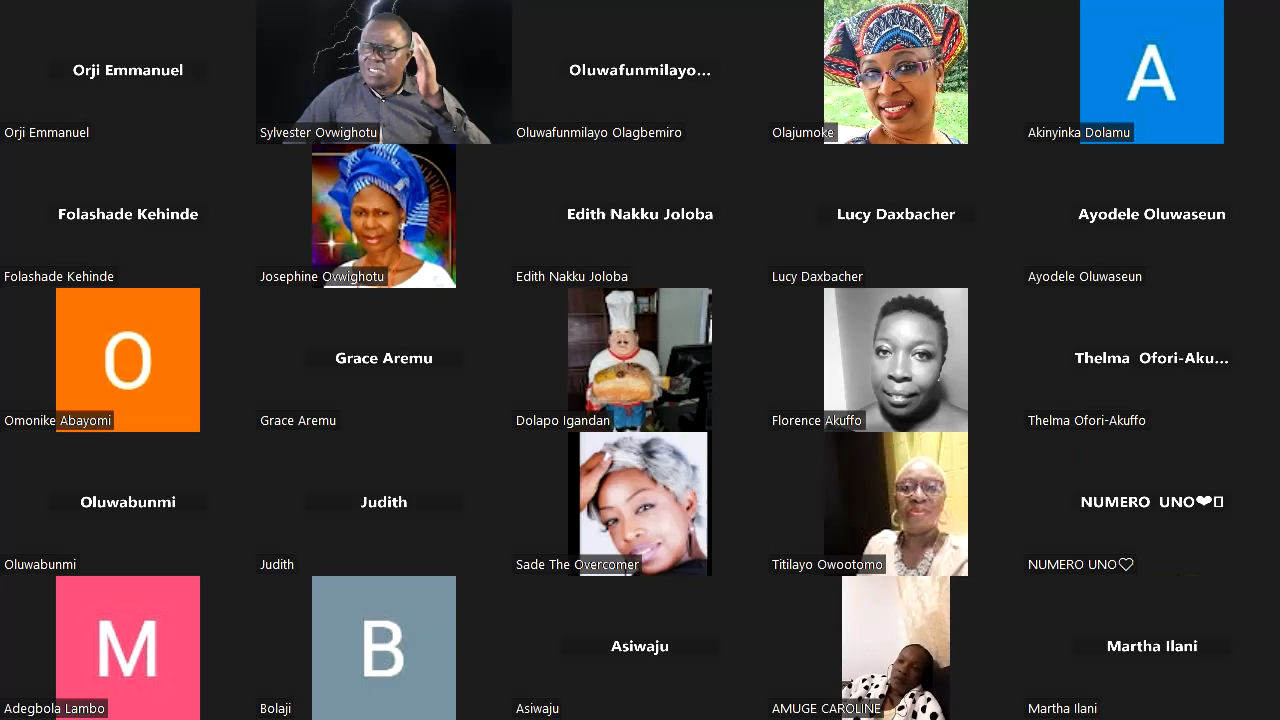 Orji Emmanuel
Orji Emmanuel
Sylvester Ovwighotu
Oluwafunmilayo...
Oluwafunmilayo Olagbemiro
Olajumoke
A
Akinyinka Dolamu
Folashade Kehinde
Folashade Kehinde
Josephine Ovwighotu
Edith Nakku Joloba
Edith Nakku Joloba
Lucy Daxbacher
Lucy Daxbacher
Ayodele Oluwaseun
Ayodele Oluwaseun
O
Omonike Abayomi
Grace Aremu
Grace Aremu
Dolapo Igandan
Florence Akuffo
Thelma Ofori-Aku...
Thelma Ofori-Akuffo
Oluwabunmi
Oluwabunmi
Judith
Judith
Sade The Overcomer
Titilayo Owootomo
NUMERO UNO❤▯
NUMERO UNO♡
M
Adegbola Lambo
B
Bolaji
Asiwaju
Asiwaju
AMUGE CAROLINE
Martha Ilani
Martha Ilani